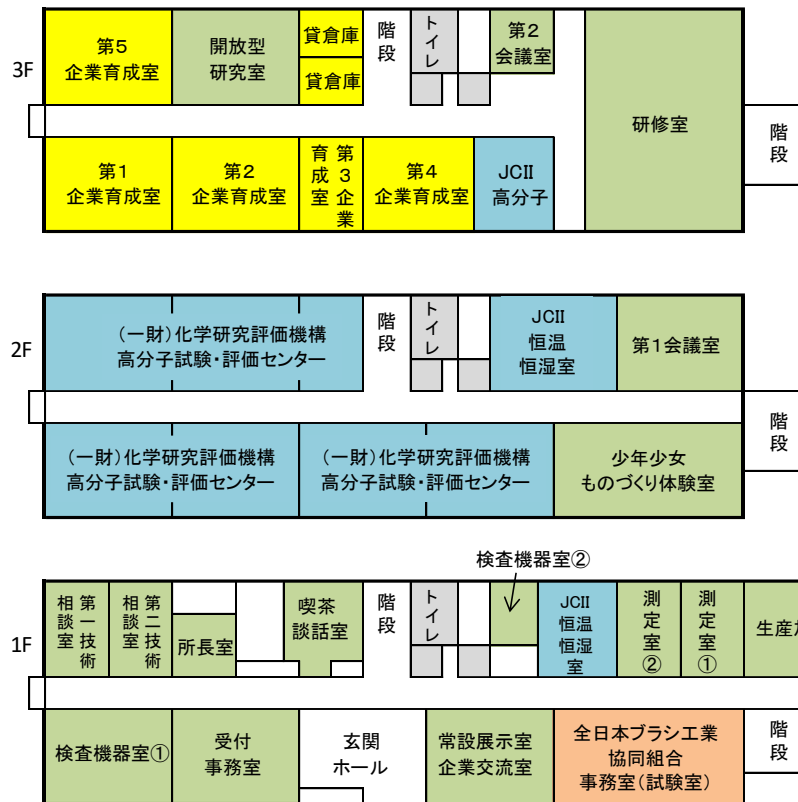 3F
第5
企業育成室
開放型
研究室
貸倉庫
貸倉庫
階段
トイレ
第2
会議室
研修室
階段
第1
企業育成室
第2
企業育成室
第3企業
育成室
第4
企業育成室
JCII
高分子
2F
(一財)化学研究評価機構
高分子試験・評価センター
階段
トイレ
JCII
恒温
恒湿室
第1会議室
階段
(一財)化学研究評価機構
高分子試験・評価センター
(一財)化学研究評価機構
高分子試験・評価センター
少年少女
ものづくり体験室
検査機器室②
1F
第一技術
相談室
第二技術
相談室
所長室
喫茶
談話室
階段
トイレ
JCII
恒温
恒湿
室
測定室②
測定室①
生産
階段
検査機器室①
受付
事務室
玄関
ホール
常設展示室
企業交流室
全日本ブラシ工業
協同組合
事務室(試験室)